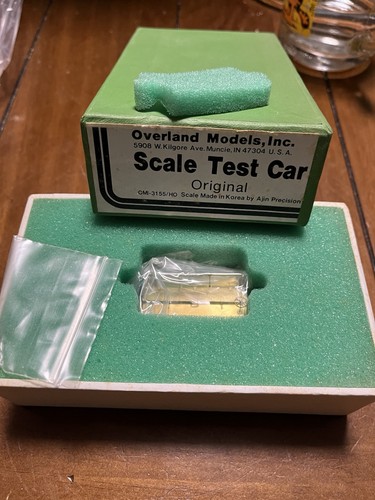 Overland Models, Inc.
5908 W. Kilgore Ave. Muncie, IN 47304 U.S.A.
Scale Test Car
Original
OMI-3155/HO Scale Made in Korea by Ajin Precision